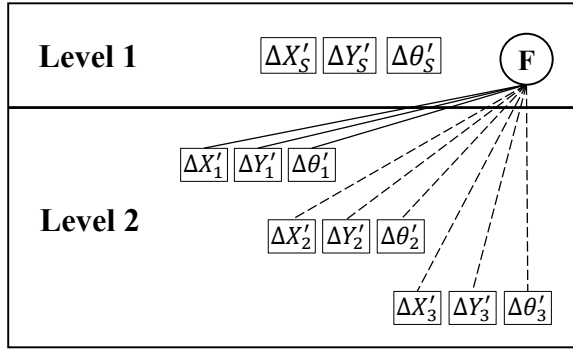 Level 1 ΔX′_S ΔY′_S Δθ′_S F
ΔX′_1 ΔY′_1 Δθ′_1
Level 2 ΔX′_2 ΔY′_2 Δθ′_2
ΔX′_3 ΔY′_3 Δθ′_3